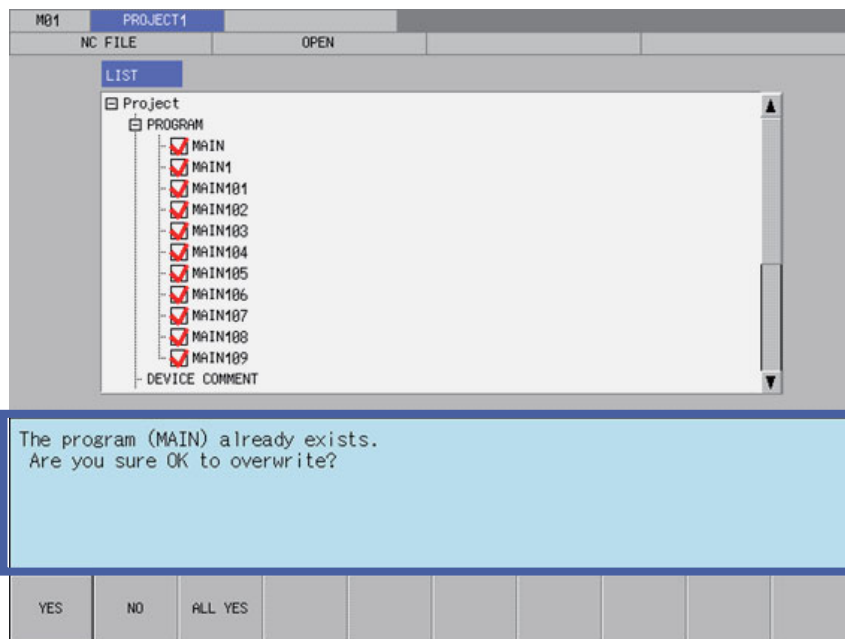 M01 PROJECT1
NC FILE OPEN
LIST
Project
PROGRAM
MAIN
MAIN1
MAIN101
MAIN102
MAIN103
MAIN104
MAIN105
MAIN106
MAIN107
MAIN108
MAIN109
DEVICE COMMENT
The program (MAIN) already exists.
Are you sure OK to overwrite?
YES NO ALL YES